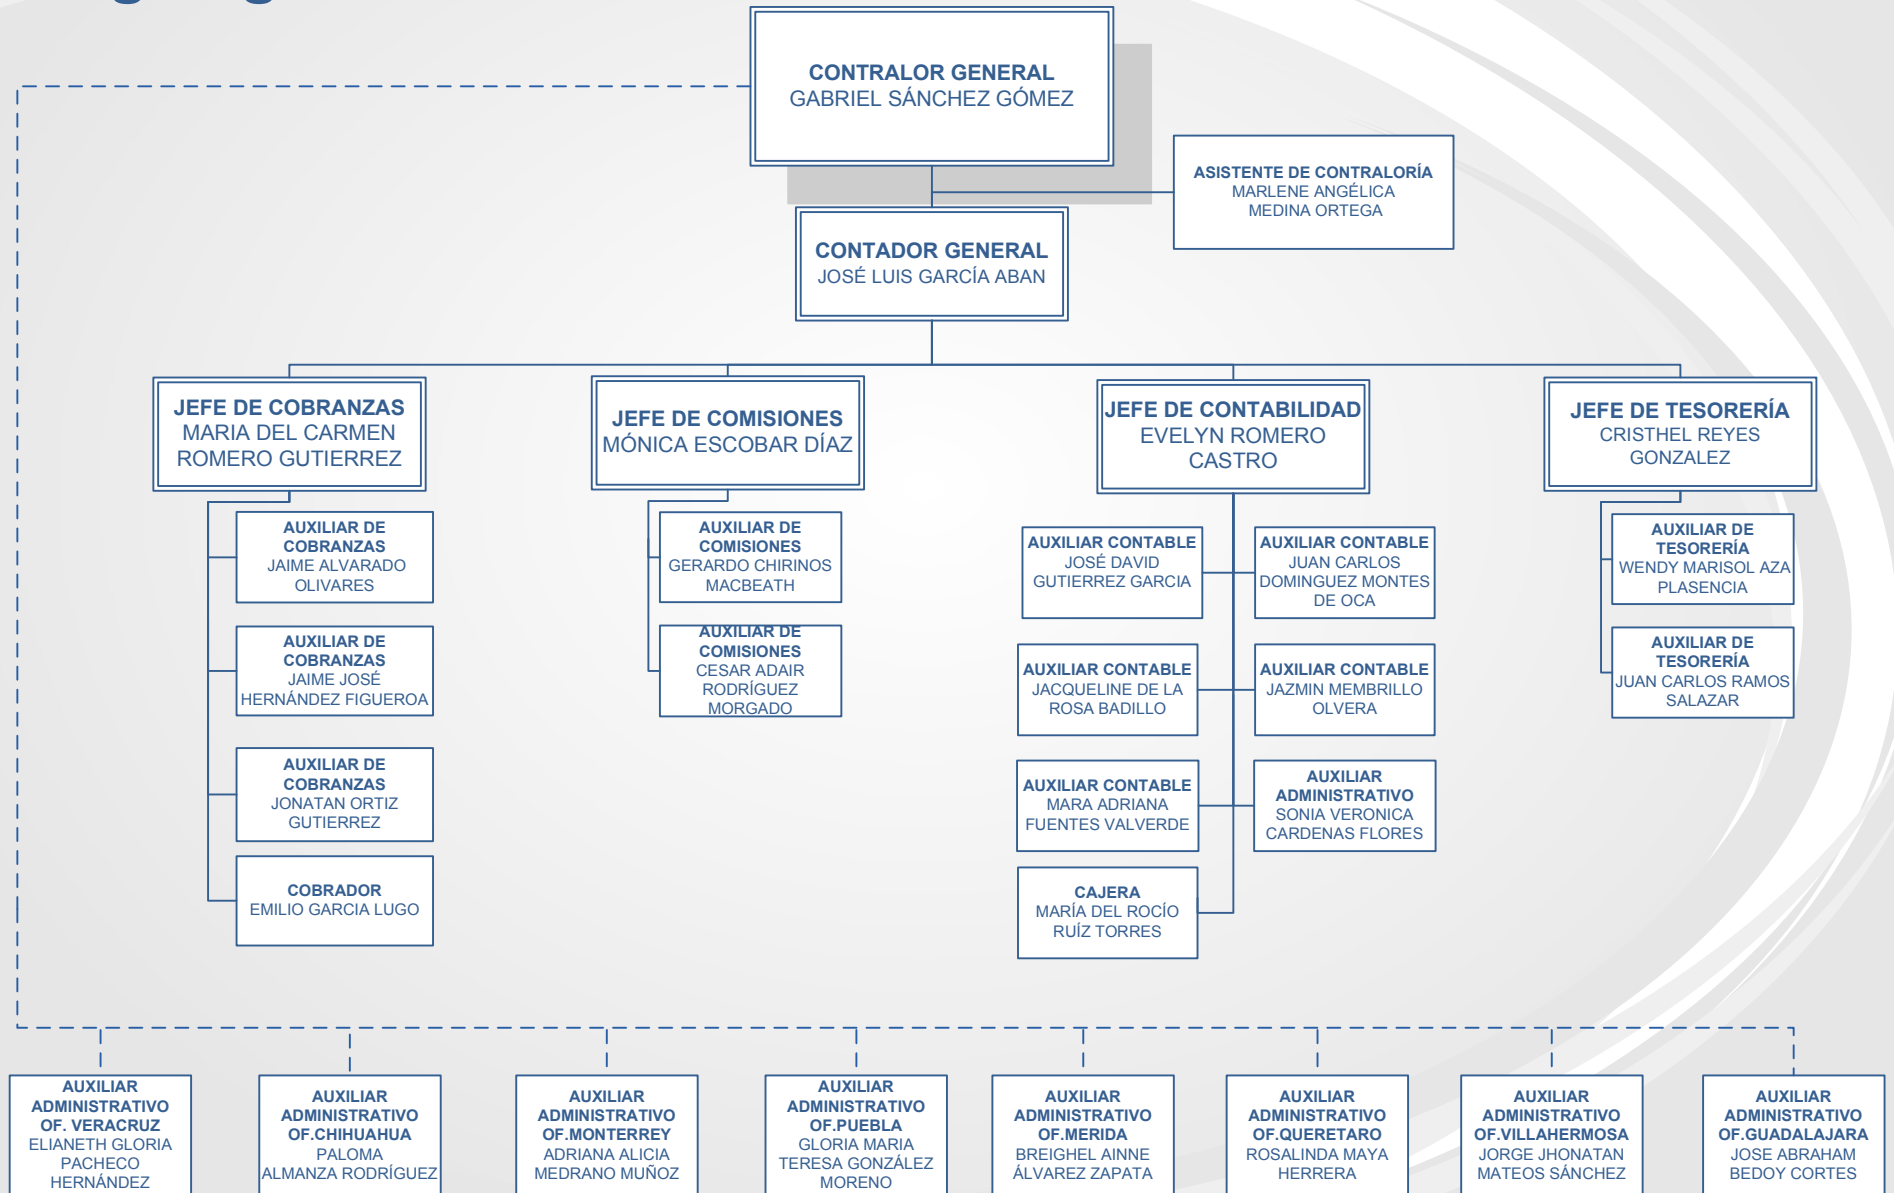 CONTRALOR GENERAL
GABRIEL SÁNCHEZ GÓMEZ
ASISTENTE DE CONTRALORÍA
MARLENE ANGÉLICA
MEDINA ORTEGA
CONTADOR GENERAL
JOSÉ LUIS GARCÍA ABAN
JEFE DE COBRANZAS
MARIA DEL CARMEN
ROMERO GUTIERREZ
JEFE DE COMISIONES
MÓNICA ESCOBAR DÍAZ
JEFE DE CONTABILIDAD
EVELYN ROMERO
CASTRO
JEFE DE TESORERÍA
CRISTHEL REYES
GONZALEZ
AUXILIAR DE
COBRANZAS
JAIME ALVARADO
OLIVARES
AUXILIAR DE
COBRANZAS
JAIME JOSÉ
HERNÁNDEZ FIGUEROA
AUXILIAR DE
COBRANZAS
JONATAN ORTIZ
GUTIERREZ
COBRADOR
EMILIO GARCIA LUGO
AUXILIAR DE
COMISIONES
GERARDO CHIRINOS
MACBEATH
AUXILIAR DE
COMISIONES
CESAR ADAIR
RODRÍGUEZ
MORGADO
AUXILIAR CONTABLE
JOSÉ DAVID
GUTIERREZ GARCIA
AUXILIAR CONTABLE
JUAN CARLOS
DOMINGUEZ MONTES
DE OCA
AUXILIAR CONTABLE
JACQUELINE DE LA
ROSA BADILLO
AUXILIAR CONTABLE
JAZMIN MEMBRILLO
OLVERA
AUXILIAR CONTABLE
MARA ADRIANA
FUENTES VALVERDE
AUXILIAR
ADMINISTRATIVO
SONIA VERONICA
CARDENAS FLORES
CAJERA
MARÍA DEL ROCÍO
RUÍZ TORRES
AUXILIAR DE
TESORERÍA
WENDY MARISOL AZA
PLASENCIA
AUXILIAR DE
TESORERÍA
JUAN CARLOS RAMOS
SALAZAR
AUXILIAR
ADMINISTRATIVO
OF. VERACRUZ
ELIANETH GLORIA
PACHECO
HERNÁNDEZ
AUXILIAR
ADMINISTRATIVO
OF.CHIHUAHUA
PALOMA
ALMANZA RODRÍGUEZ
AUXILIAR
ADMINISTRATIVO
OF.MONTERREY
ADRIANA ALICIA
MEDRANO MUÑOZ
AUXILIAR
ADMINISTRATIVO
OF.PUEBLA
GLORIA MARIA
TERESA GONZÁLEZ
MORENO
AUXILIAR
ADMINISTRATIVO
OF.MERIDA
BREIGHEL AINNE
ÁLVAREZ ZAPATA
AUXILIAR
ADMINISTRATIVO
OF.QUERETARO
ROSALINDA MAYA
HERRERA
AUXILIAR
ADMINISTRATIVO
OF.VILLAHERMOSA
JORGE JHONATAN
MATEOS SÁNCHEZ
AUXILIAR
ADMINISTRATIVO
OF.GUADALAJARA
JOSE ABRAHAM
BEDOY CORTES